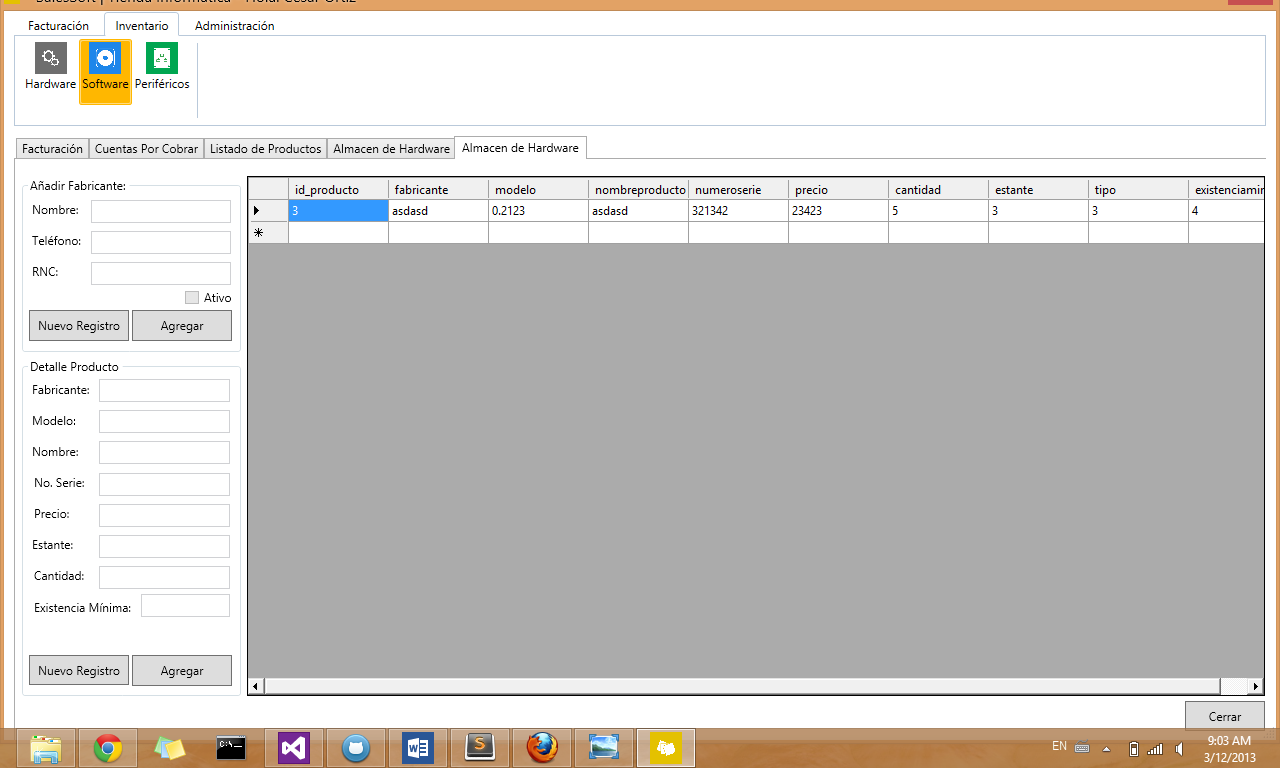 SalesSoft | Tienda Informática - Hola: Cesar Ortiz
Facturación Inventario Administración
Hardware Software Periféricos
Facturación Cuentas Por Cobrar Listado de Productos Almacen de Hardware Almacen de Hardware
Añadir Fabricante:
Nombre:
Teléfono:
RNC:
Ativo
Nuevo Registro Agregar
Detalle Producto
Fabricante:
Modelo:
Nombre:
No. Serie:
Precio:
Estante:
Cantidad:
Existencia Mínima:
Nuevo Registro Agregar
id_producto fabricante modelo nombreproducto numeroserie precio cantidad estante tipo existenciamin
3 asdasd 0.2123 asdasd 321342 23423 5 3 3 4
Cerrar
C:\
W
S
EN
9:03 AM
3/12/2013